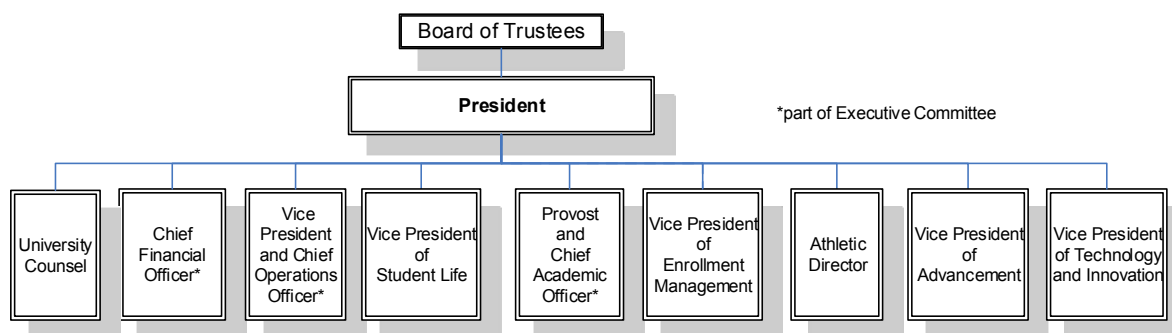 Board of Trustees
President
*part of Executive Committee
University
Counsel
Chief
Financial
Officer*
Vice
President
and Chief
Operations
Officer*
Vice President
of
Student Life
Provost
and
Chief
Academic
Officer*
Vice President
of
Enrollment
Management
Athletic
Director
Vice President
of
Advancement
Vice President
of Technology
and Innovation